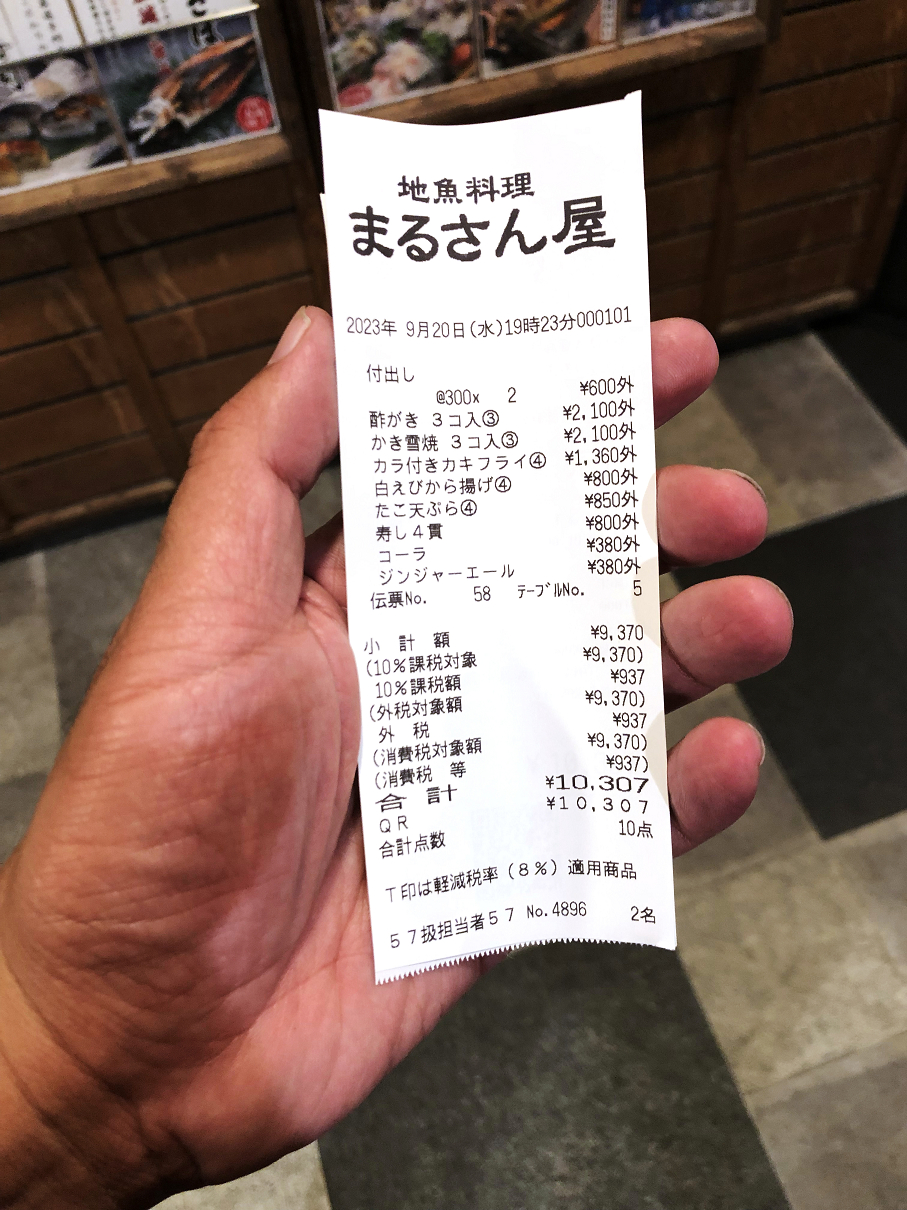 地魚料理
まるさん屋
2023年 9月20日(水)19時23分000101
付出し
@300x 2 ¥600外
酢がき 3コ入③ ¥2,100外
かき雪焼 3コ入③ ¥2,100外
カラ付きカキフライ④ ¥1,360外
白えびから揚げ④ ¥800外
たこ天ぷら④ ¥850外
寿し4貫 ¥800外
コーラ ¥380外
ジンジャーエール ¥380外
伝票No. 58 テーブルNo. 5
小計額 ¥9,370
(10%課税対象 ¥9,370)
10%課税額 ¥937
(外税対象額 ¥9,370)
外 税 ¥937
(消費税対象額 ¥9,370)
(消費税 等 ¥937)
合 計 ¥10,307
QR ¥10,307
合計点数 10点
T印は軽減税率(8%)適用商品
57扱担当者57 No.4896 2名